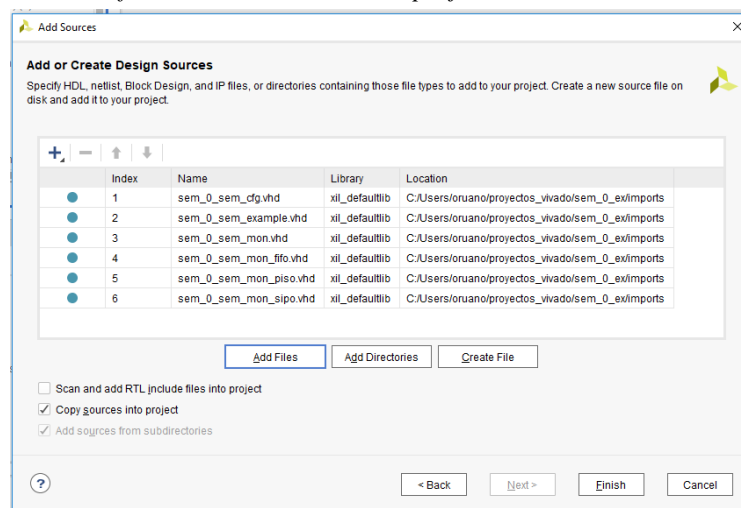 Add Sources
Add or Create Design Sources
Specify HDL, netlist, Block Design, and IP files, or directories containing those file types to add to your project. Create a new source file on
disk and add it to your project.
Index Name Library Location
1 sem_0_sem_cfg.vhd xil_defaultlib C:/Users/oruano/proyectos_vivado/sem_0_ex/imports
2 sem_0_sem_example.vhd xil_defaultlib C:/Users/oruano/proyectos_vivado/sem_0_ex/imports
3 sem_0_sem_mon.vhd xil_defaultlib C:/Users/oruano/proyectos_vivado/sem_0_ex/imports
4 sem_0_sem_mon_fifo.vhd xil_defaultlib C:/Users/oruano/proyectos_vivado/sem_0_ex/imports
5 sem_0_sem_mon_piso.vhd xil_defaultlib C:/Users/oruano/proyectos_vivado/sem_0_ex/imports
6 sem_0_sem_mon_sipo.vhd xil_defaultlib C:/Users/oruano/proyectos_vivado/sem_0_ex/imports
Add Files Add Directories Create File
Scan and add RTL include files into project
Copy sources into project
Add sources from subdirectories
? < Back Next > Finish Cancel